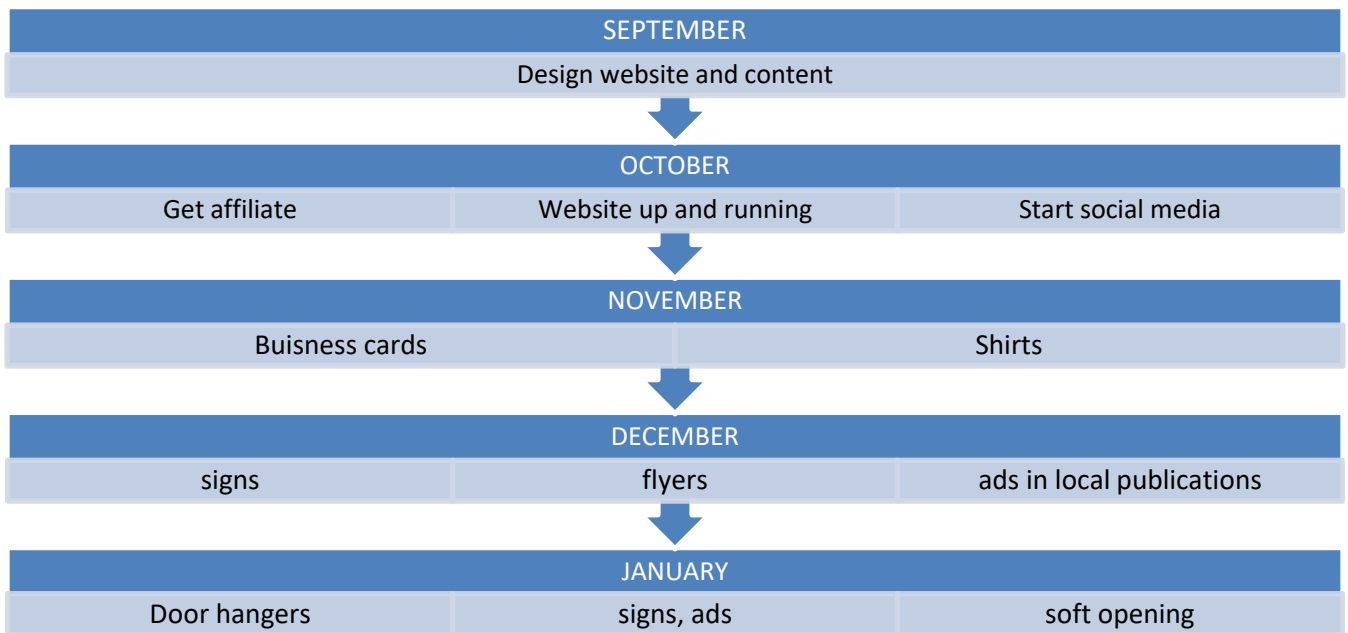 SEPTEMBER
Design website and content
OCTOBER
Get affiliate
Website up and running
Start social media
NOVEMBER
Buisness cards
Shirts
DECEMBER
signs
flyers
ads in local publications
JANUARY
Door hangers
signs, ads
soft opening